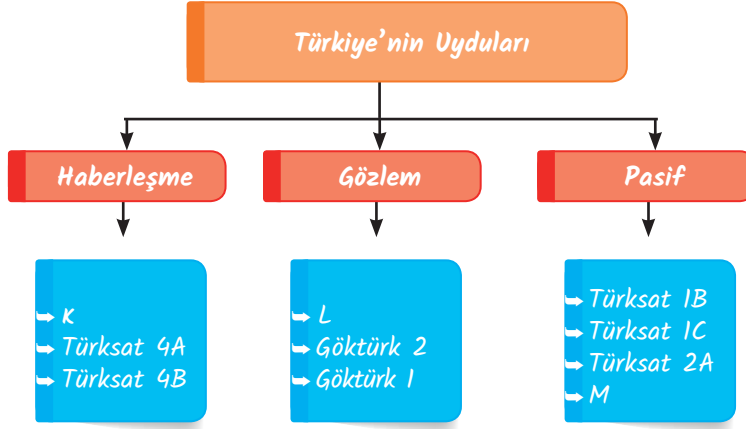 Türkiye’nin Uyduları
Haberleşme
Gözlem
Pasif
K
Türksat 4A
Türksat 4B
L
Göktürk 2
Göktürk 1
Türksat 1B
Türksat 1C
Türksat 2A
M